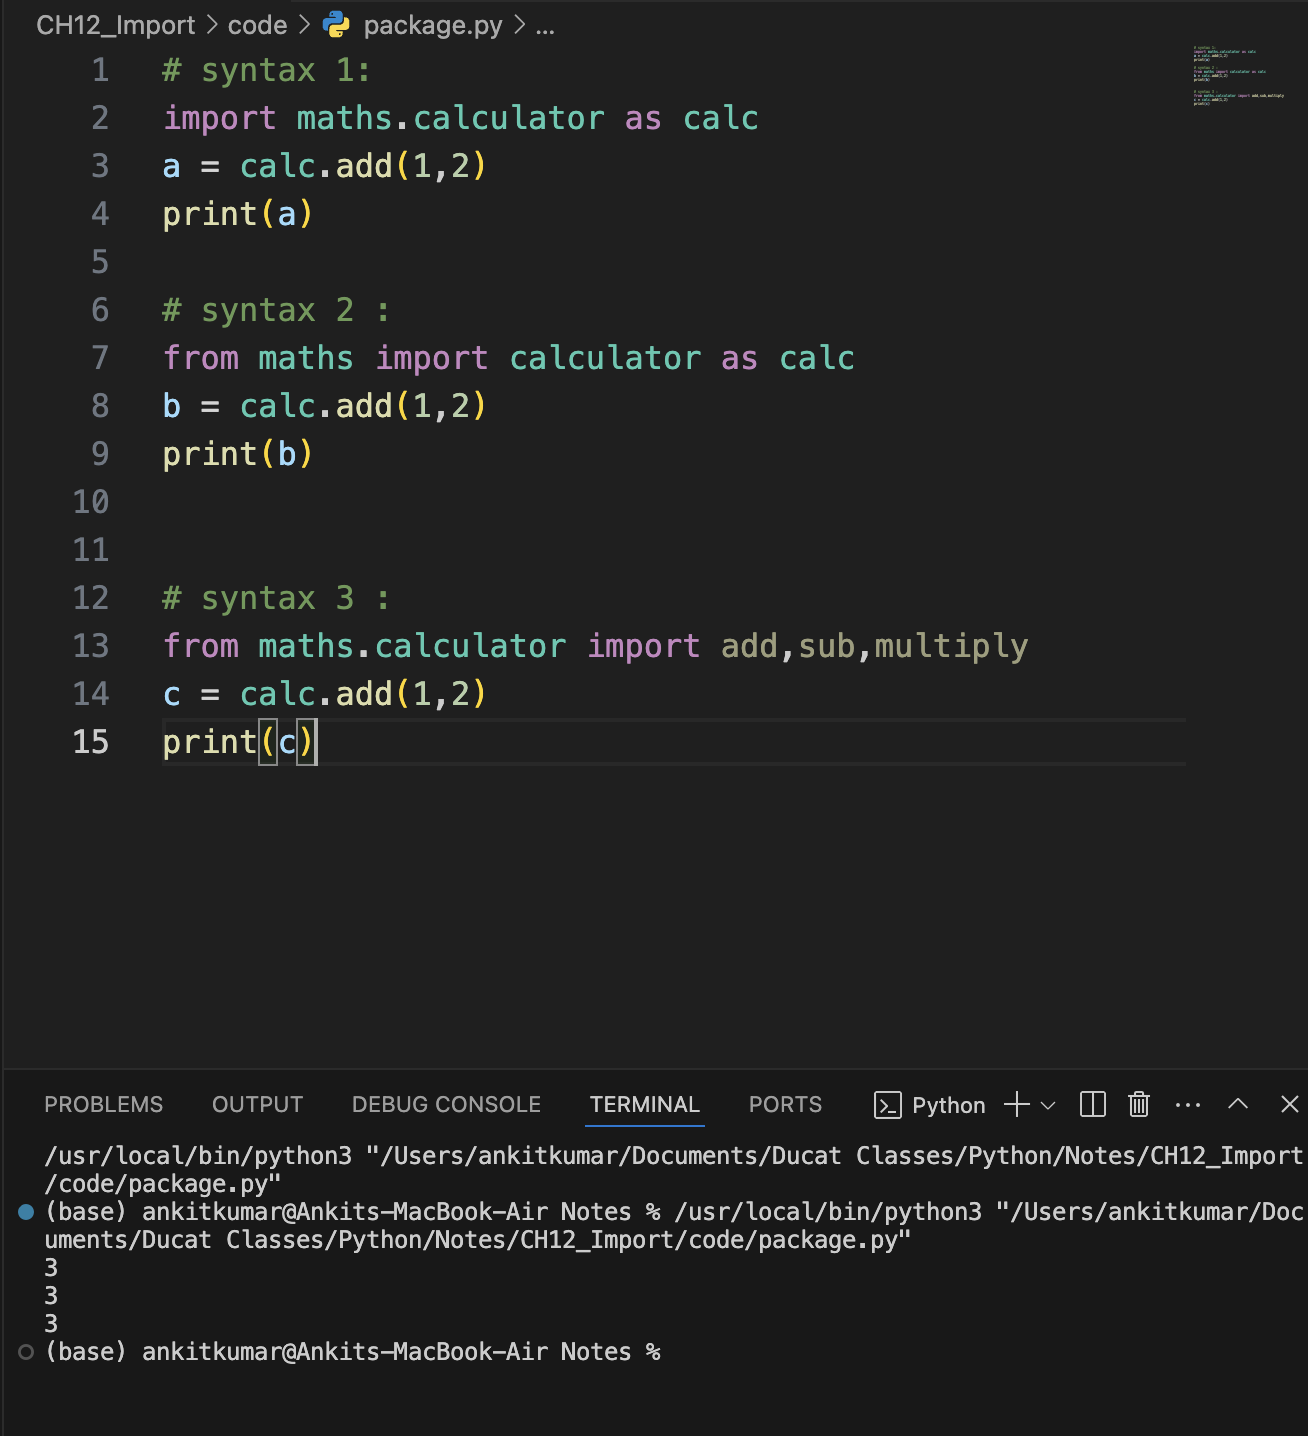 CH12_Import > code > package.py > ...
1 # syntax 1:
2 import maths.calculator as calc
3 a = calc.add(1,2)
4 print(a)
5
6 # syntax 2 :
7 from maths import calculator as calc
8 b = calc.add(1,2)
9 print(b)
10
11
12 # syntax 3 :
13 from maths.calculator import add,sub,multiply
14 c = calc.add(1,2)
15 print(c)
PROBLEMS OUTPUT DEBUG CONSOLE TERMINAL PORTS Python
/usr/local/bin/python3 "/Users/ankitkumar/Documents/Ducat Classes/Python/Notes/CH12_Import
/code/package.py"
(base) ankitkumar@Ankits-MacBook-Air Notes % /usr/local/bin/python3 "/Users/ankitkumar/Doc
uments/Ducat Classes/Python/Notes/CH12_Import/code/package.py"
3
3
3
(base) ankitkumar@Ankits-MacBook-Air Notes %